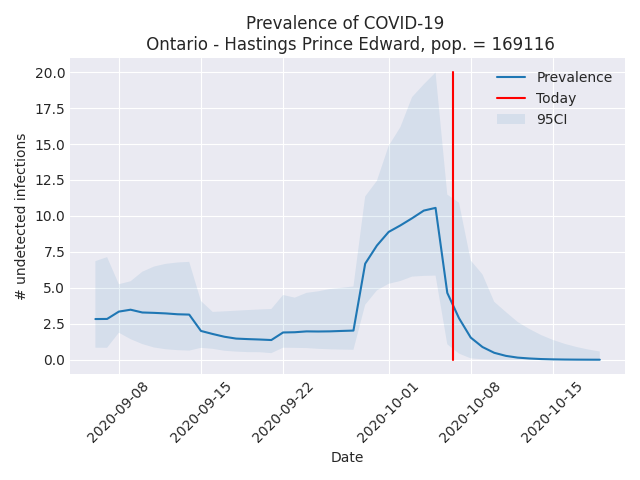 Prevalence of COVID-19
Ontario - Hastings Prince Edward, pop. = 169116
# undetected infections
20.0
17.5
15.0
12.5
10.0
7.5
5.0
2.5
0.0
Prevalence
Today
95CI
2020-09-08
2020-09-15
2020-09-22
2020-10-01
2020-10-08
2020-10-15
Date